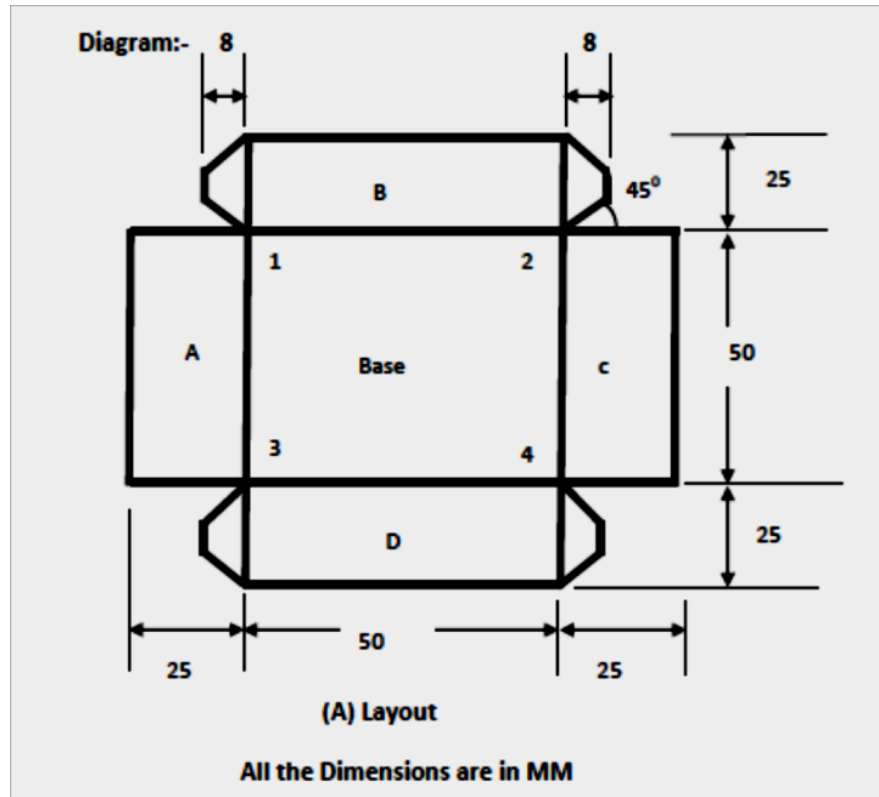 Diagram:- 8 8
B 45⁰ 25
1 2
A Base c 50
3 4
D 25
50
25 25
(A) Layout
All the Dimensions are in MM